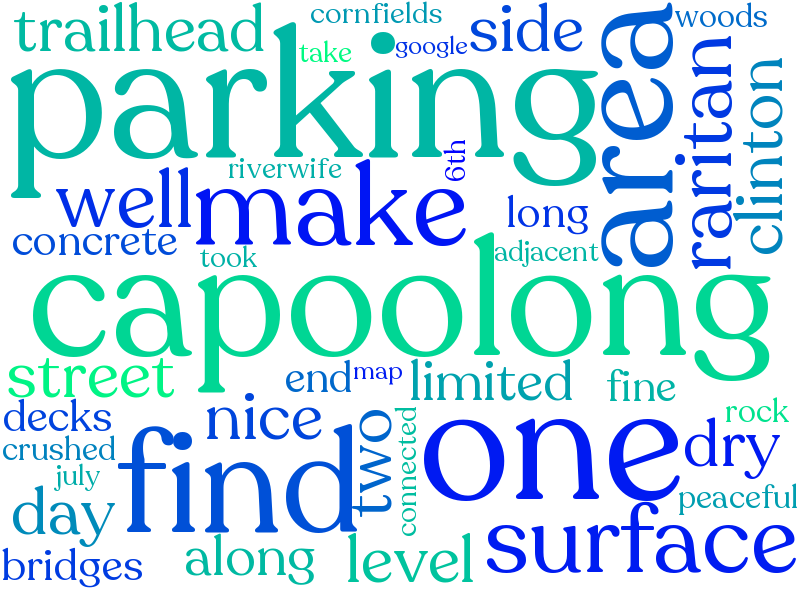 cornfields
woods
trailhead
side
take
google
parking
area
raritan
clinton
riverwife
6th
well
make
long
concrete
took
adjacent
capoolong
street
end
map
limited
fine
decks
nice
two
connected
one
rock
dry
crushed
july
find
day
peaceful
surface
bridges
along
level